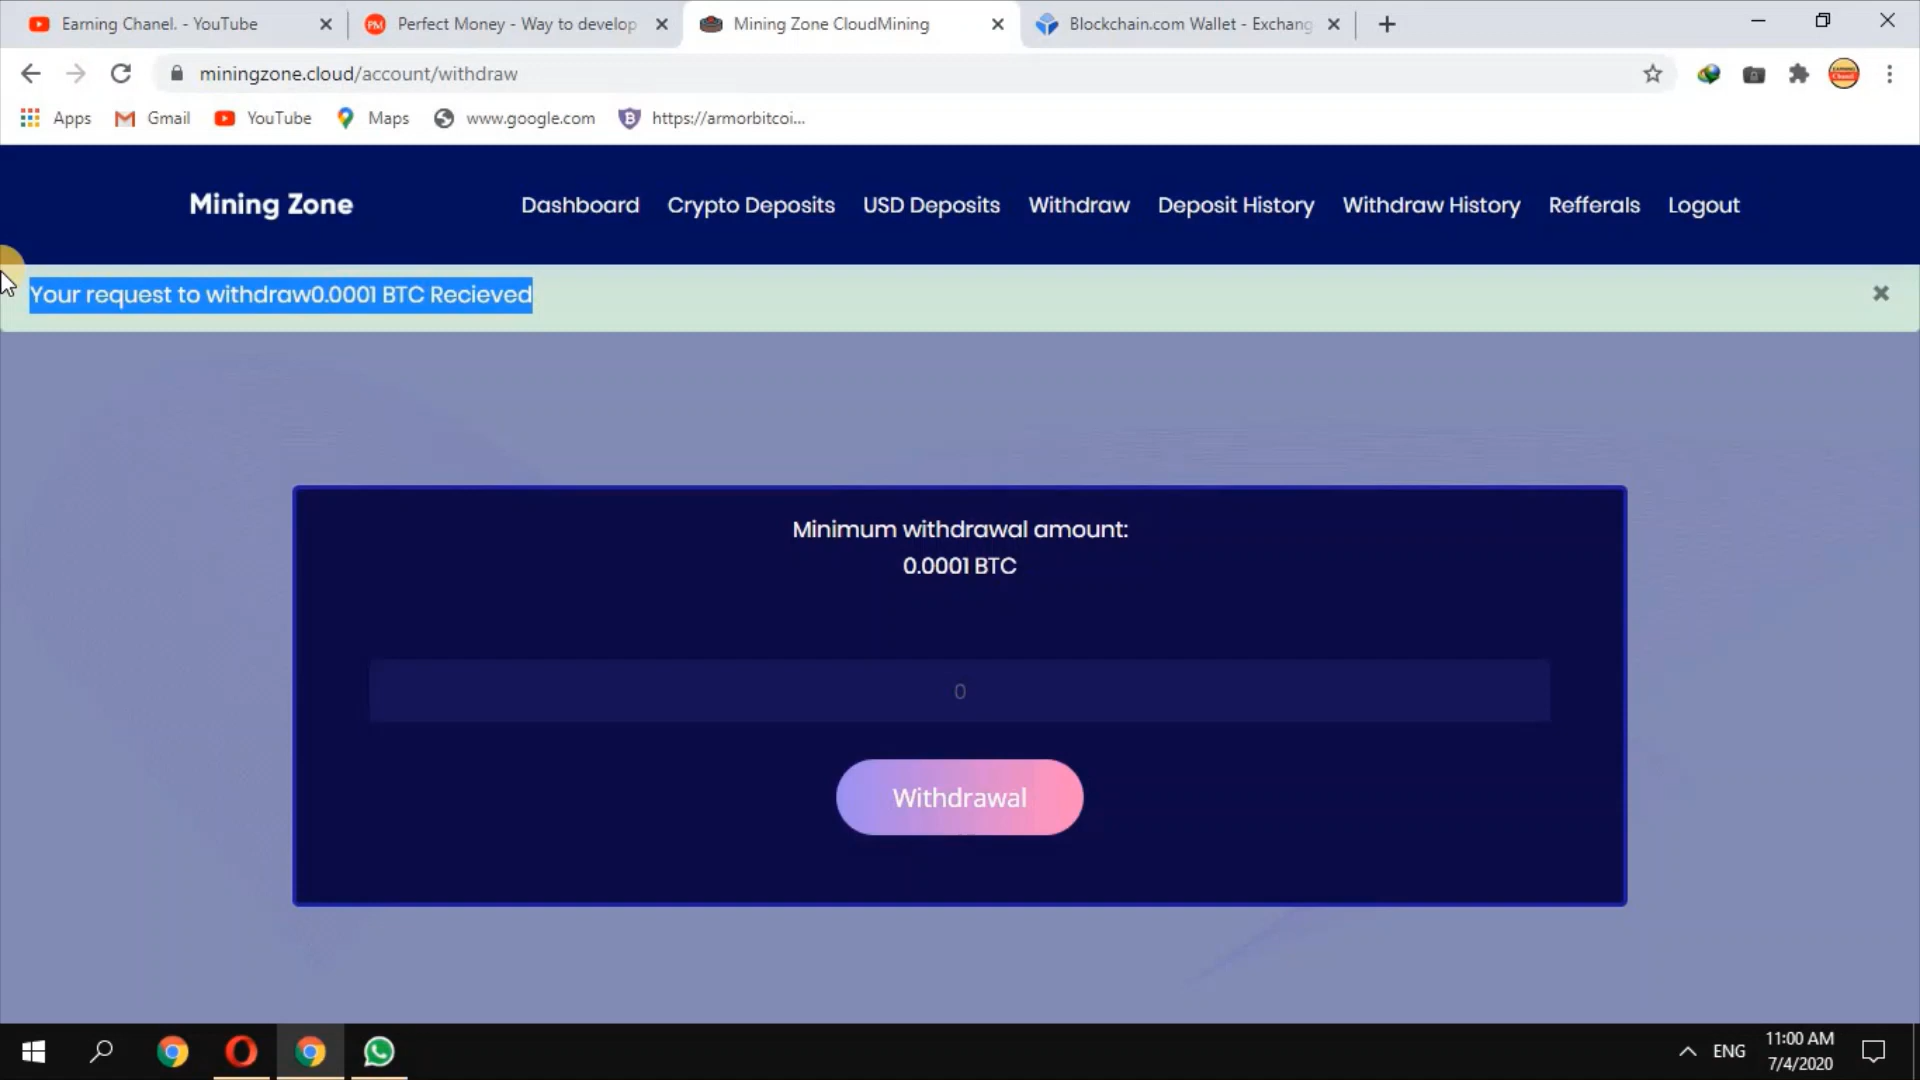 Earning Chanel. - YouTube
Perfect Money - Way to develop
Mining Zone CloudMining
Blockchain.com Wallet - Exchang
miningzone.cloud/account/withdraw
Apps
Gmail
YouTube
Maps
www.google.com
https://armorbitcoi...
Mining Zone
Dashboard
Crypto Deposits
USD Deposits
Withdraw
Deposit History
Withdraw History
Refferals
Logout
Your request to withdraw0.0001 BTC Recieved
Minimum withdrawal amount:
0.0001 BTC
0
Withdrawal
ENG
11:00 AM
7/4/2020